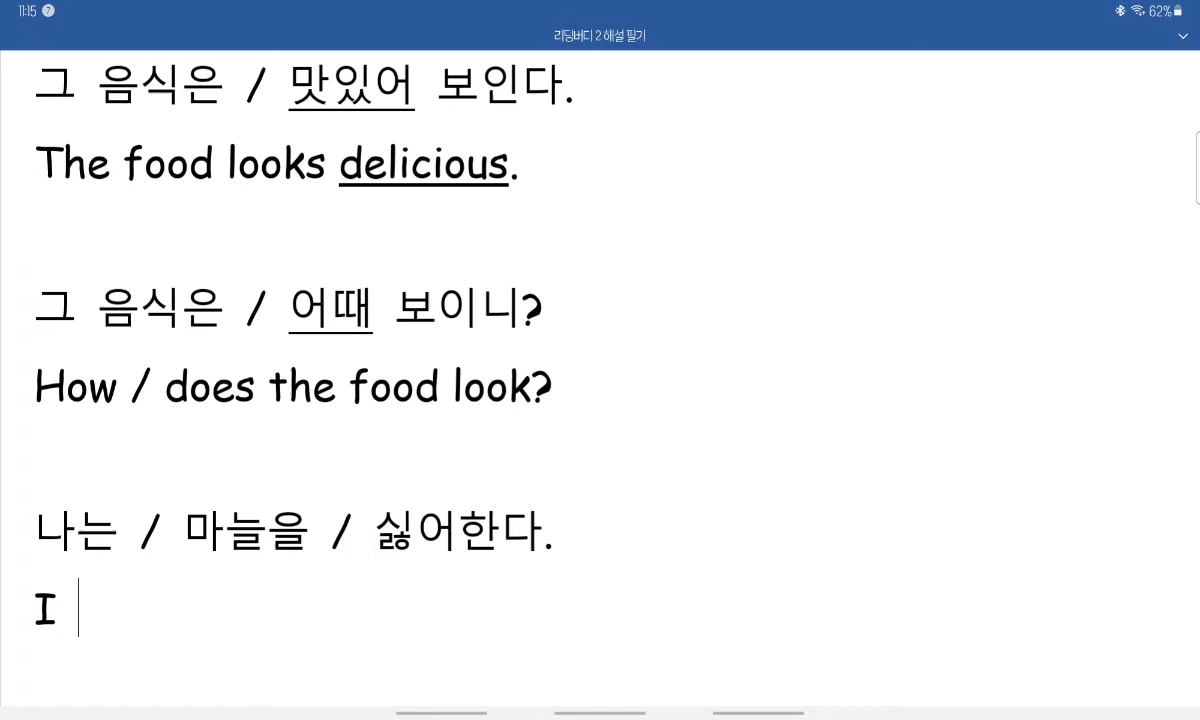 11:15 7 62%
리딩버디 2 해설 필기
그 음식은 / 맛있어 보인다.
The food looks delicious.
그 음식은 / 어때 보이니?
How / does the food look?
나는 / 마늘을 / 싫어한다.
I